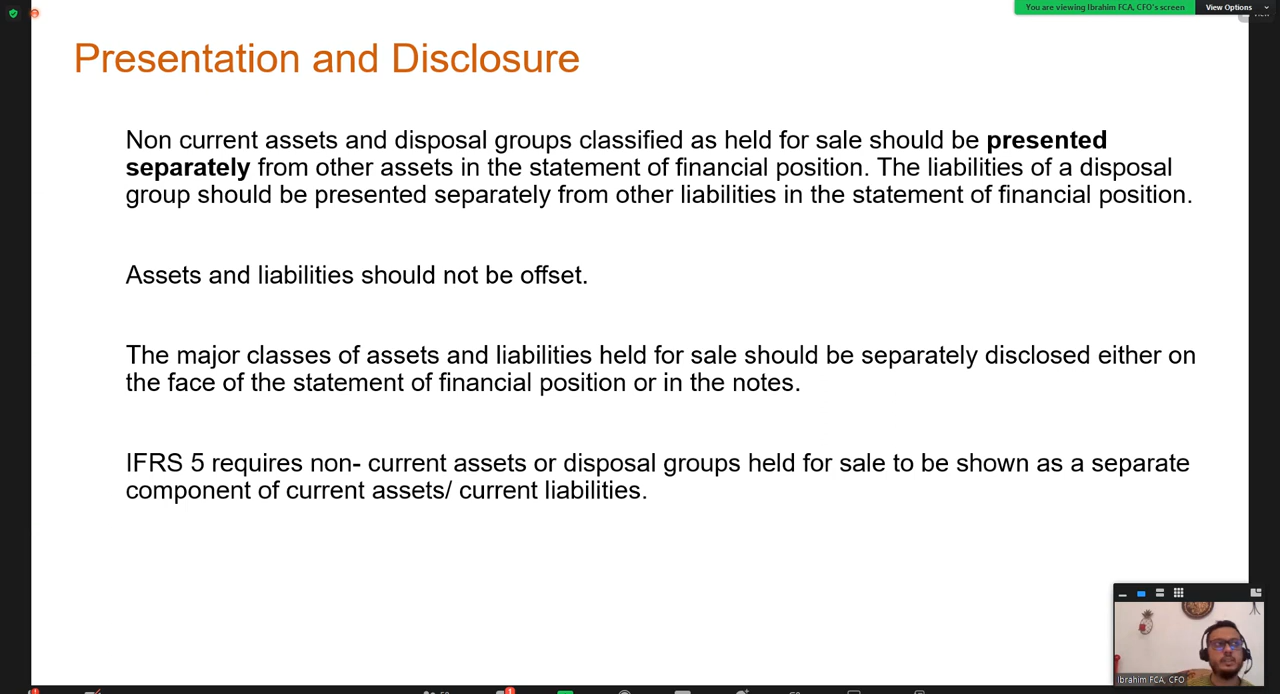 You are viewing Ibrahim FCA, CFO's screen
View Options
View
Presentation and Disclosure
Non current assets and disposal groups classified as held for sale should be presented
separately from other assets in the statement of financial position. The liabilities of a disposal
group should be presented separately from other liabilities in the statement of financial position.
Assets and liabilities should not be offset.
The major classes of assets and liabilities held for sale should be separately disclosed either on
the face of the statement of financial position or in the notes.
IFRS 5 requires non- current assets or disposal groups held for sale to be shown as a separate
component of current assets/ current liabilities.
Ibrahim FCA, CFO
1